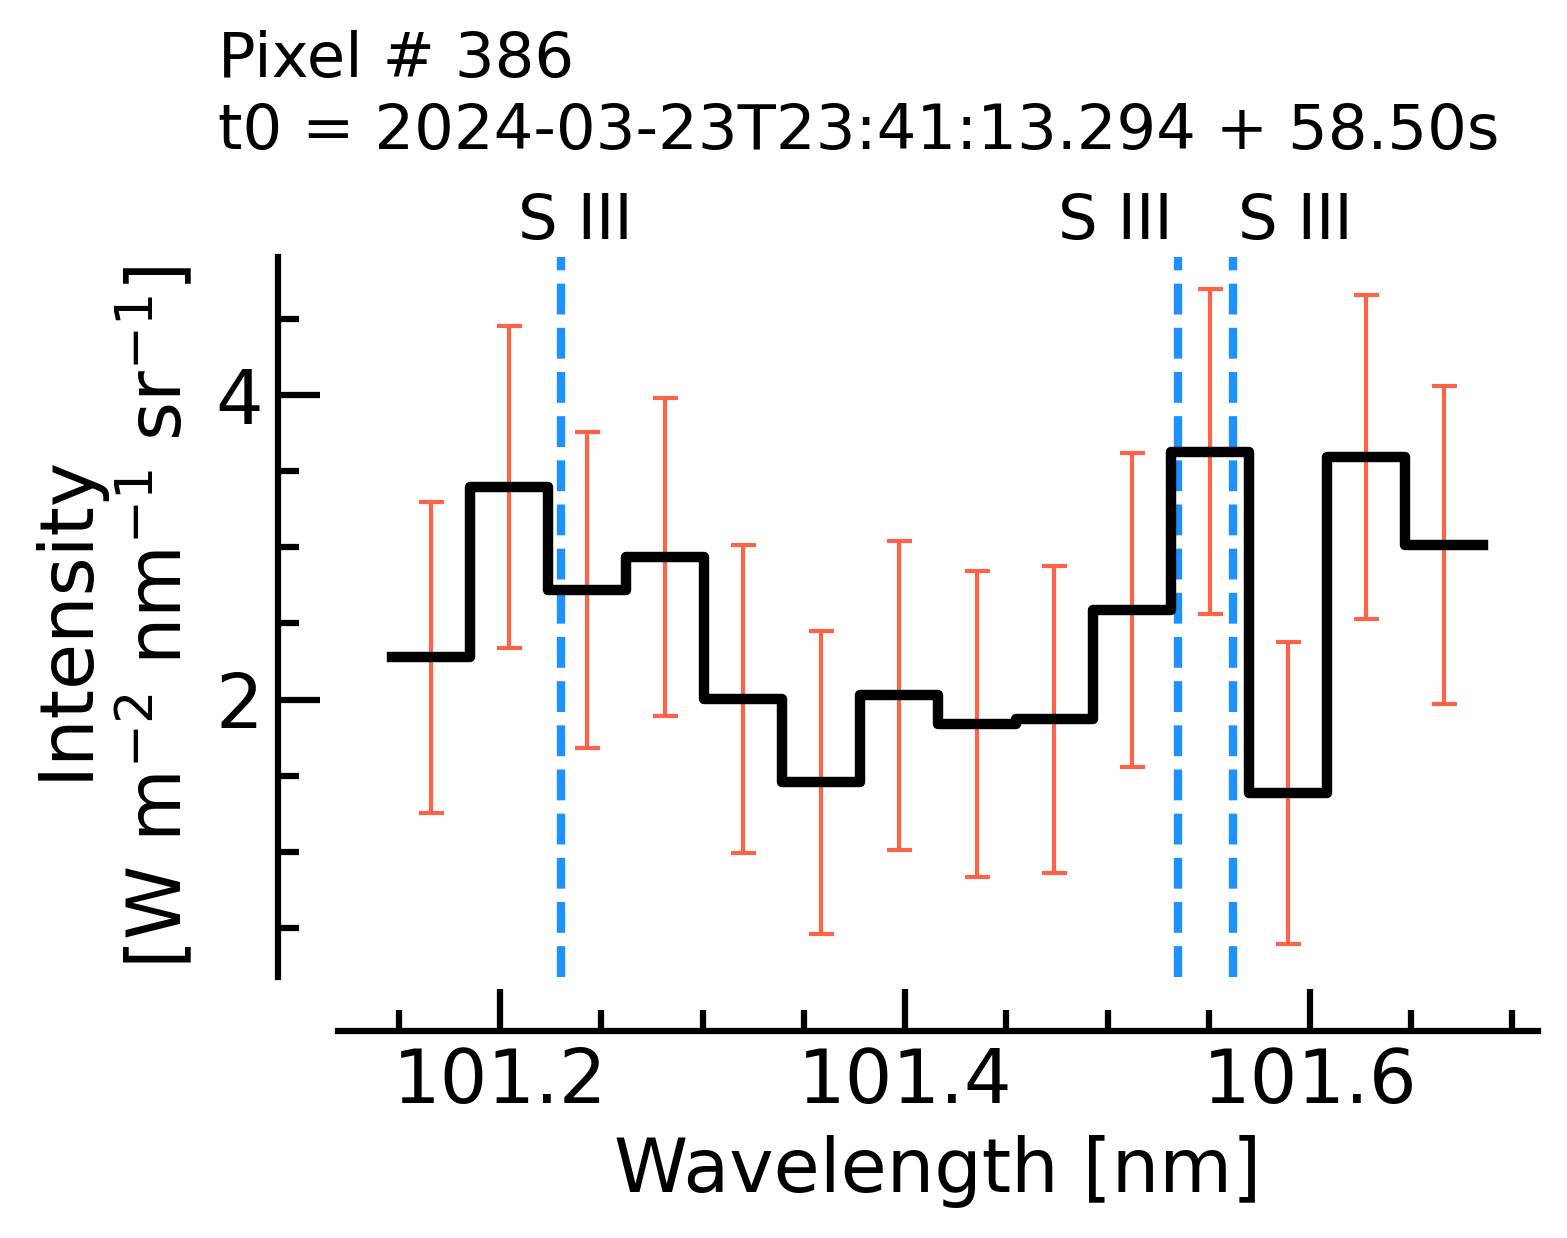 Pixel # 386
t0 = 2024-03-23T23:41:13.294 + 58.50s
S III S III S III
Intensity
[W m⁻² nm⁻¹ sr⁻¹]
4
2
101.2 101.4 101.6
Wavelength [nm]